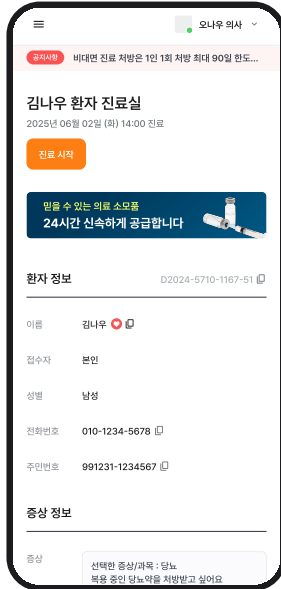 오나우 의사
공지사항 비대면 진료 처방은 1인 1회 처방 최대 90일 한도...
김나우 환자 진료실
2025년 06월 02일 (화) 14:00 진료
진료 시작
믿을 수 있는 의료 소모품
24시간 신속하게 공급합니다
환자 정보 D2024-5710-1167-51
이름 김나우
접수자 본인
성별 남성
전화번호 010-1234-5678
주민번호 991231-1234567
증상 정보
증상 선택한 증상/과목 : 당뇨
복용 중인 당뇨약을 처방받고 싶어요